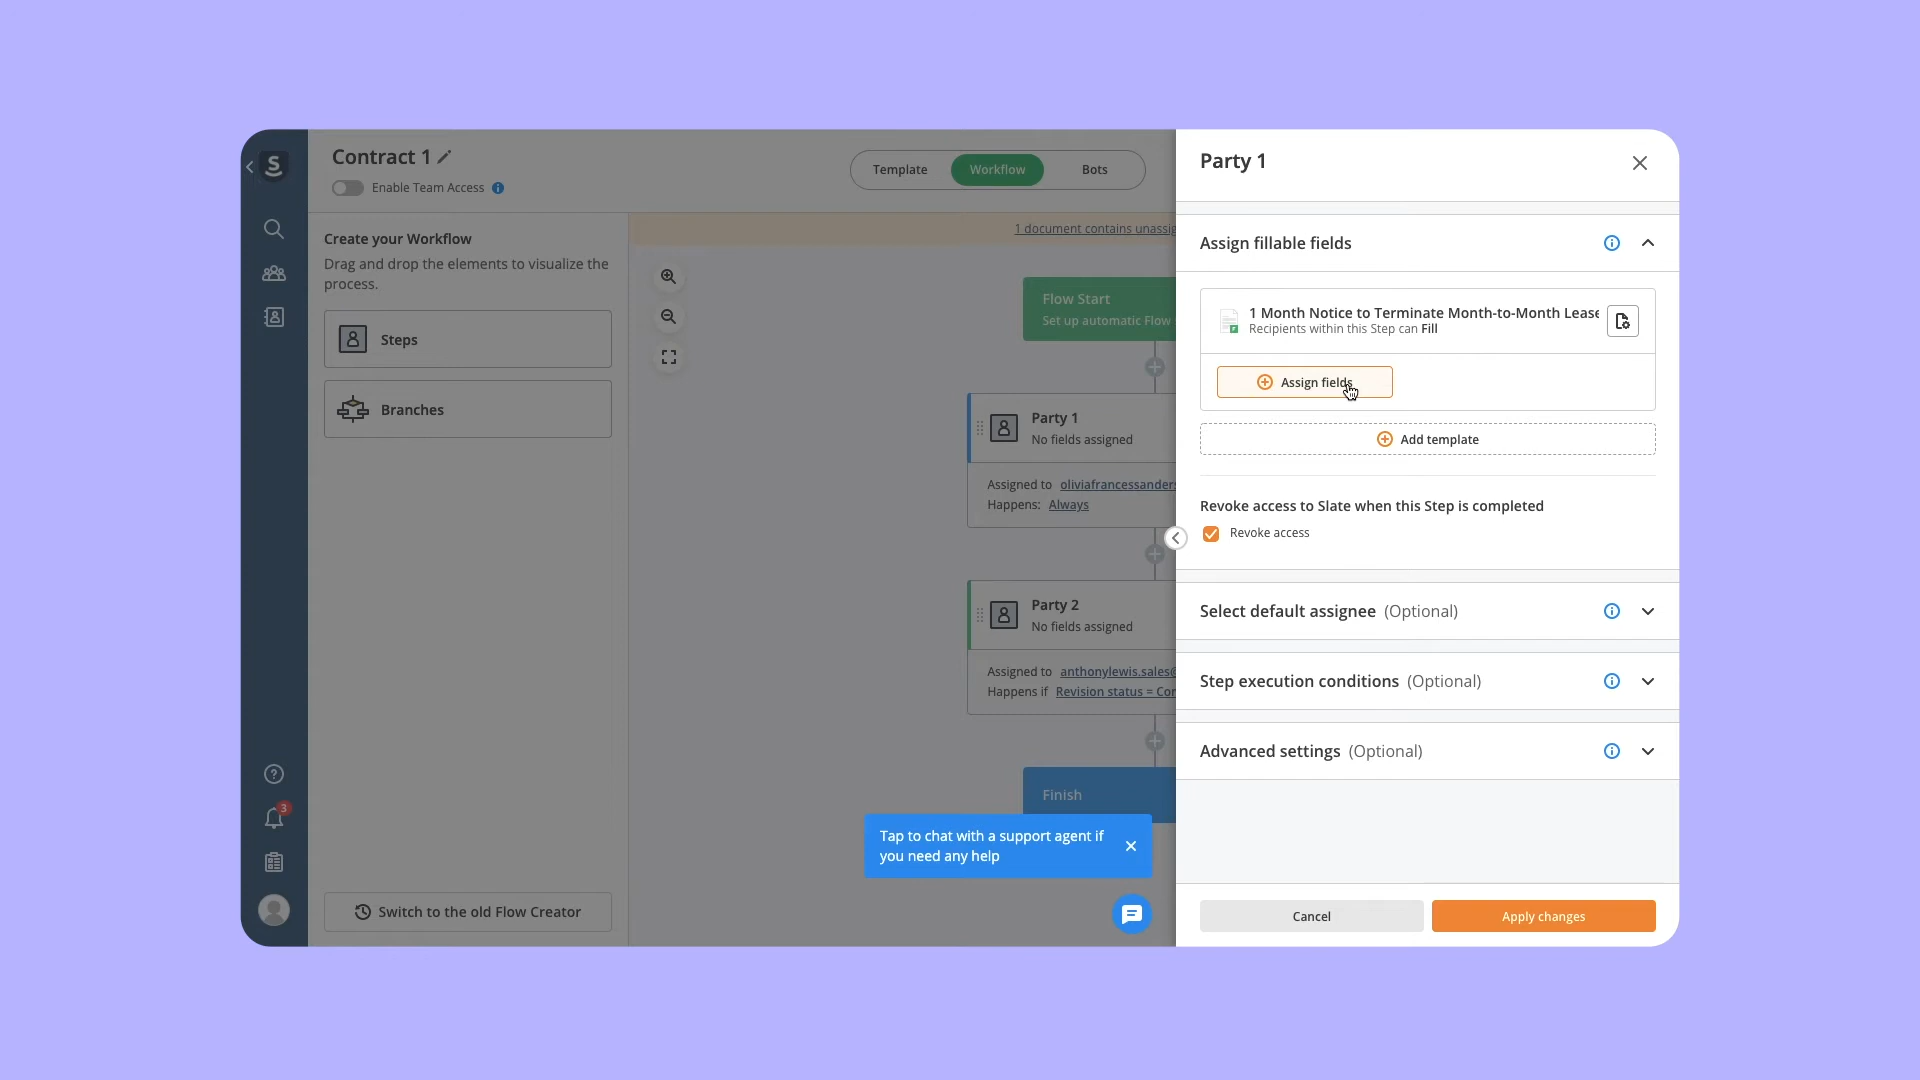 S
Contract 1
Enable Team Access
Template
Workflow
Bots
Create your Workflow
Drag and drop the elements to visualize the
process.
Steps
Branches
Switch to the old Flow Creator
3
1 document contains unassig
Flow Start
Set up automatic Flow
Party 1
No fields assigned
Assigned to oliviafrancessanders
Happens: Always
Party 2
No fields assigned
Assigned to anthonylewis.sales@
Happens if Revision status = Con
Finish
Tap to chat with a support agent if
you need any help
Party 1
Assign fillable fields
1 Month Notice to Terminate Month-to-Month Lease
Recipients within this Step can Fill
Assign fields
Add template
Revoke access to Slate when this Step is completed
Revoke access
Select default assignee (Optional)
Step execution conditions (Optional)
Advanced settings (Optional)
Cancel
Apply changes